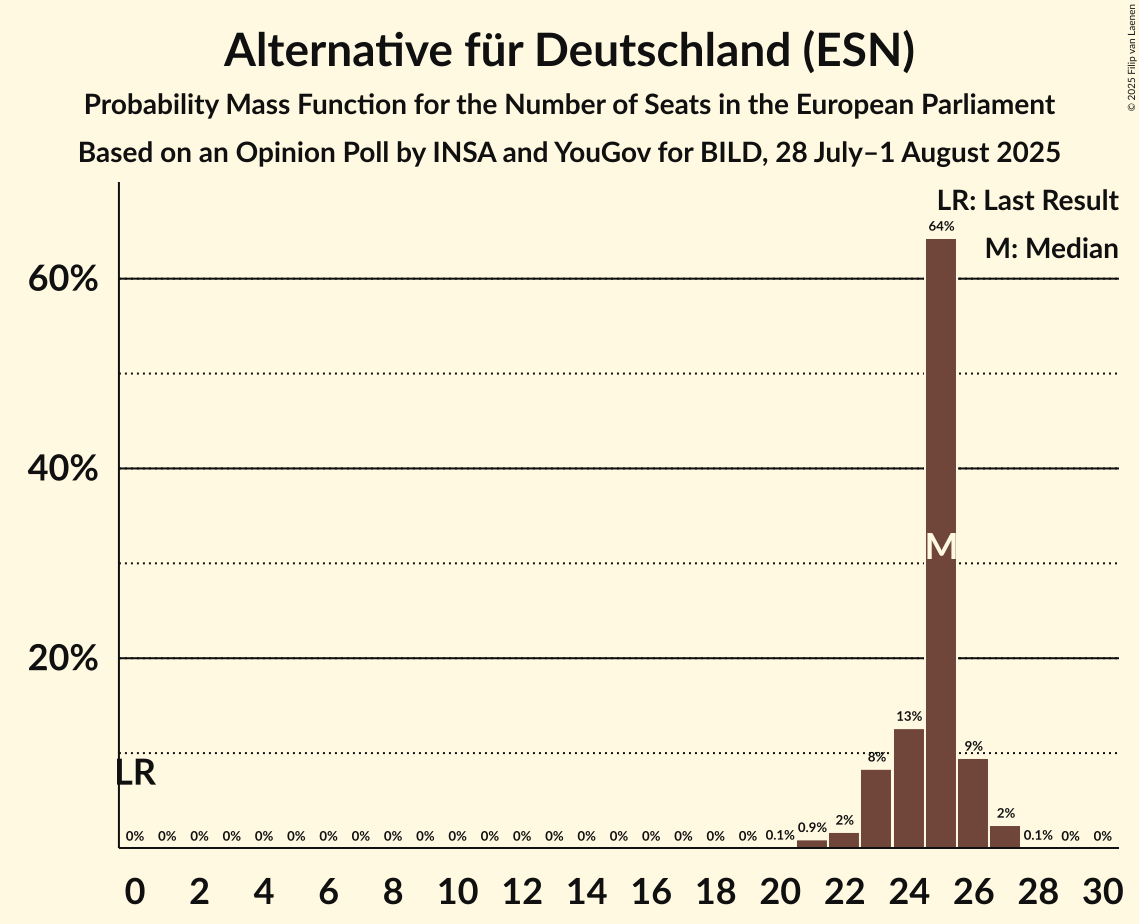 Alternative für Deutschland (ESN)
Probability Mass Function for the Number of Seats in the European Parliament
Based on an Opinion Poll by INSA and YouGov for BILD, 28 July–1 August 2025
© 2025 Filip van Laenen
LR: Last Result
M: Median
64%
60%
40%
M
20%
13%
9%
8%
LR
2%
2%
0.9%
0% 0% 0% 0% 0% 0% 0% 0% 0% 0% 0% 0% 0% 0% 0% 0% 0% 0% 0% 0% 0.1% 0.1% 0% 0%
0 2 4 6 8 10 12 14 16 18 20 22 24 26 28 30